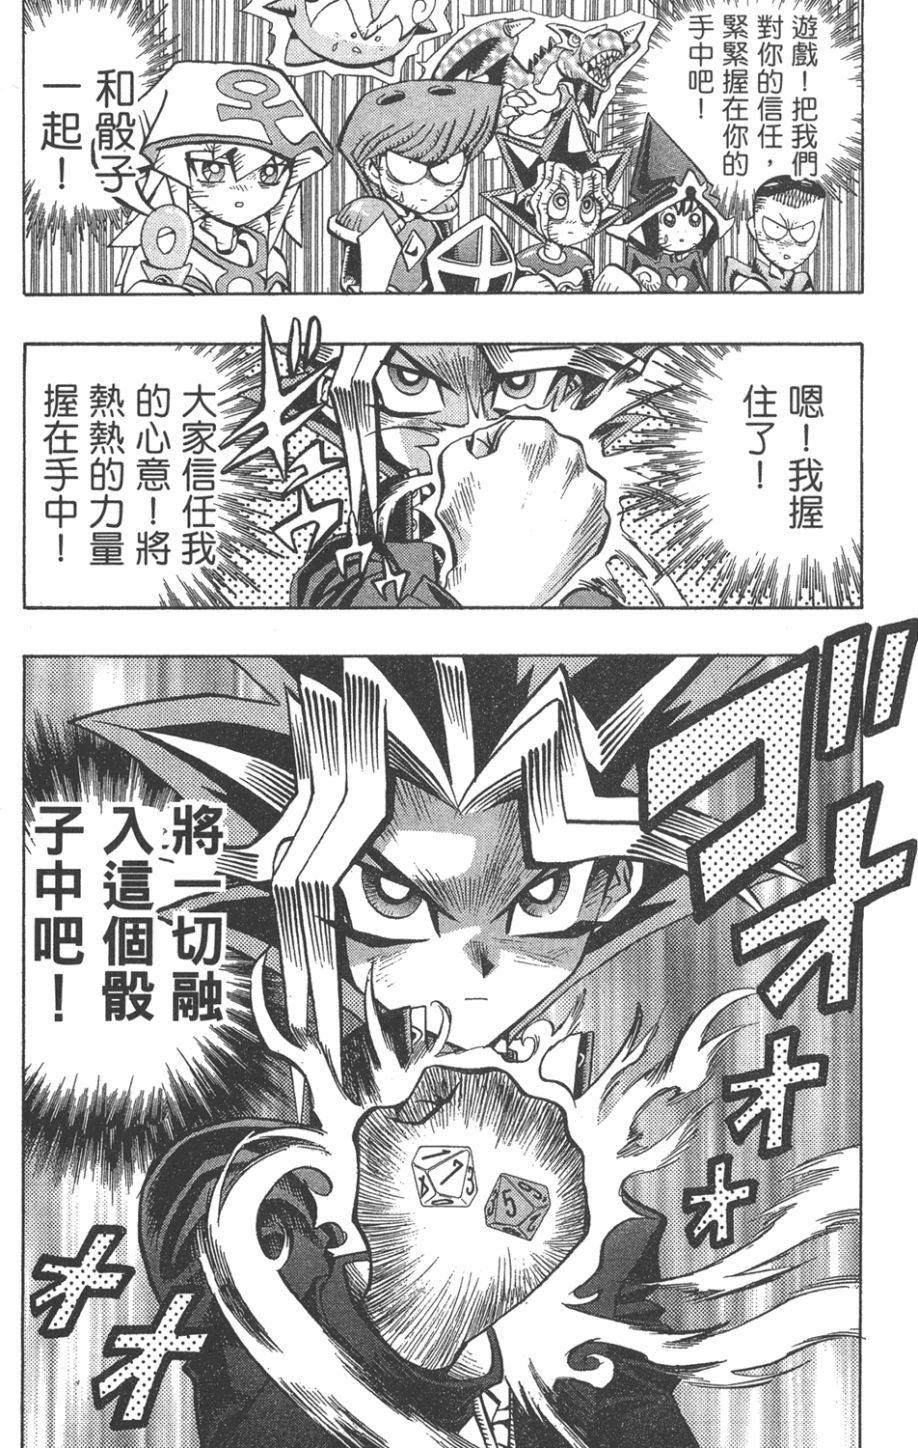 遊戲！把我們
對你的信任，
緊緊握在你的
手中吧！
和骰子
一起！
嗯！我握
住了！
大家信任我
的心意！將
熱熱的力量
握在手中！
ゴオオオ
將一切融
入這個骰
子中吧！
オオ
7
5